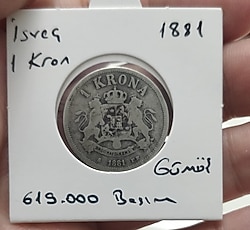 İsveç 1881
1 Kron
1 KRONA
1881
Gümüş
619.000 Basım